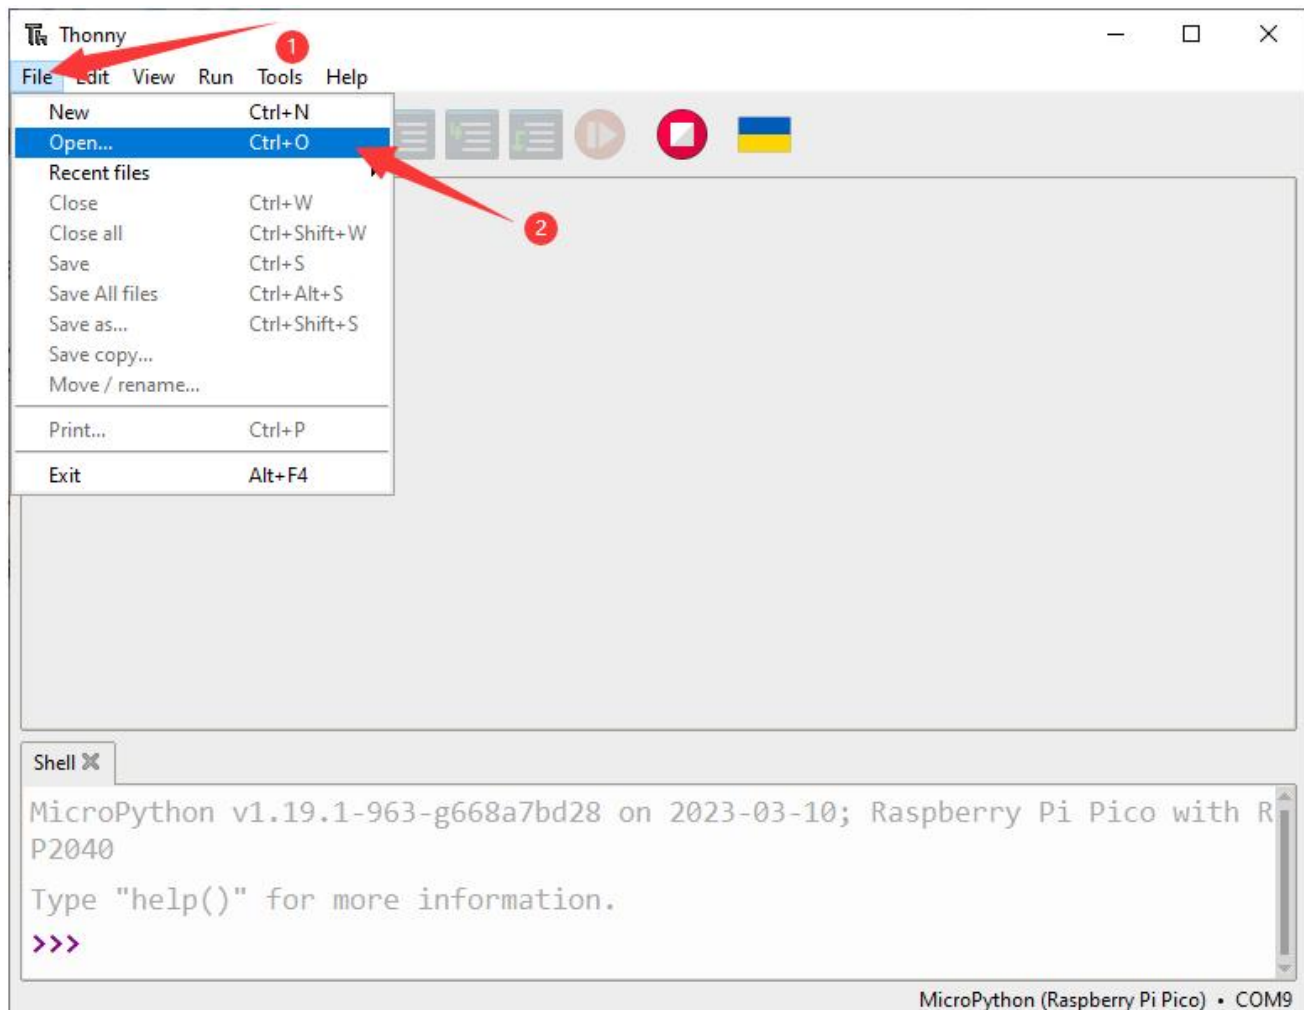 Thonny
1
File Edit View Run Tools Help
New Ctrl+N
Open... Ctrl+O
Recent files
2
Close Ctrl+W
Close all Ctrl+Shift+W
Save Ctrl+S
Save All files Ctrl+Alt+S
Save as... Ctrl+Shift+S
Save copy...
Move / rename...
Print... Ctrl+P
Exit Alt+F4
Shell
MicroPython v1.19.1-963-g668a7bd28 on 2023-03-10; Raspberry Pi Pico with R
P2040
Type "help()" for more information.
>>>
MicroPython (Raspberry Pi Pico) • COM9